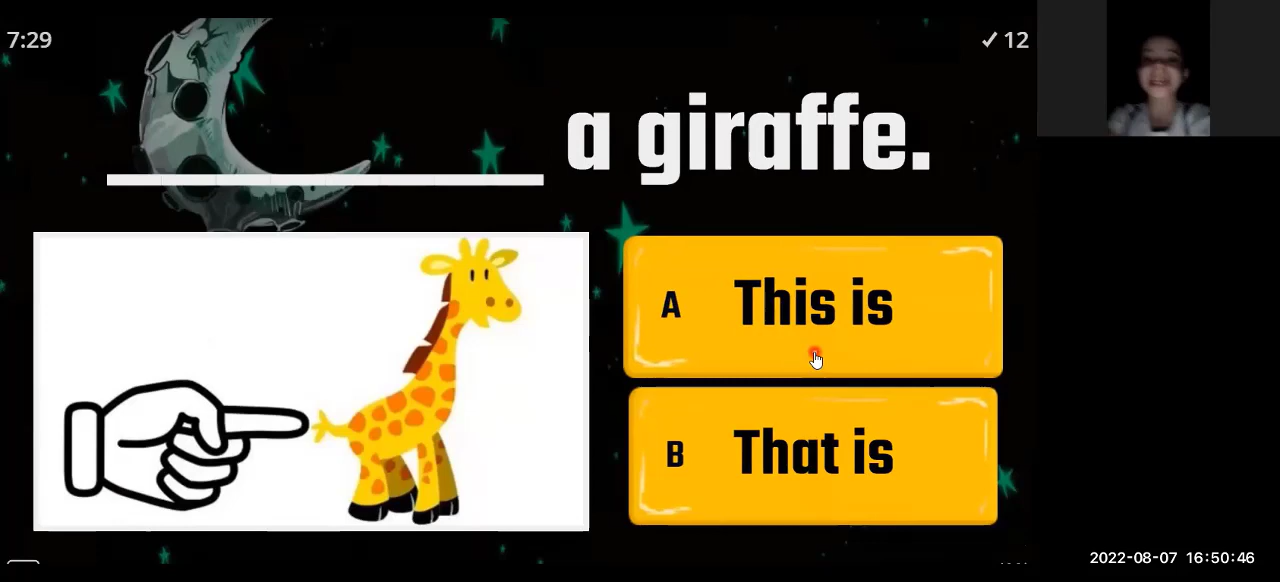 7:29
✓ 12
a giraffe.
A This is
B That is
2022-08-07 16:50:46